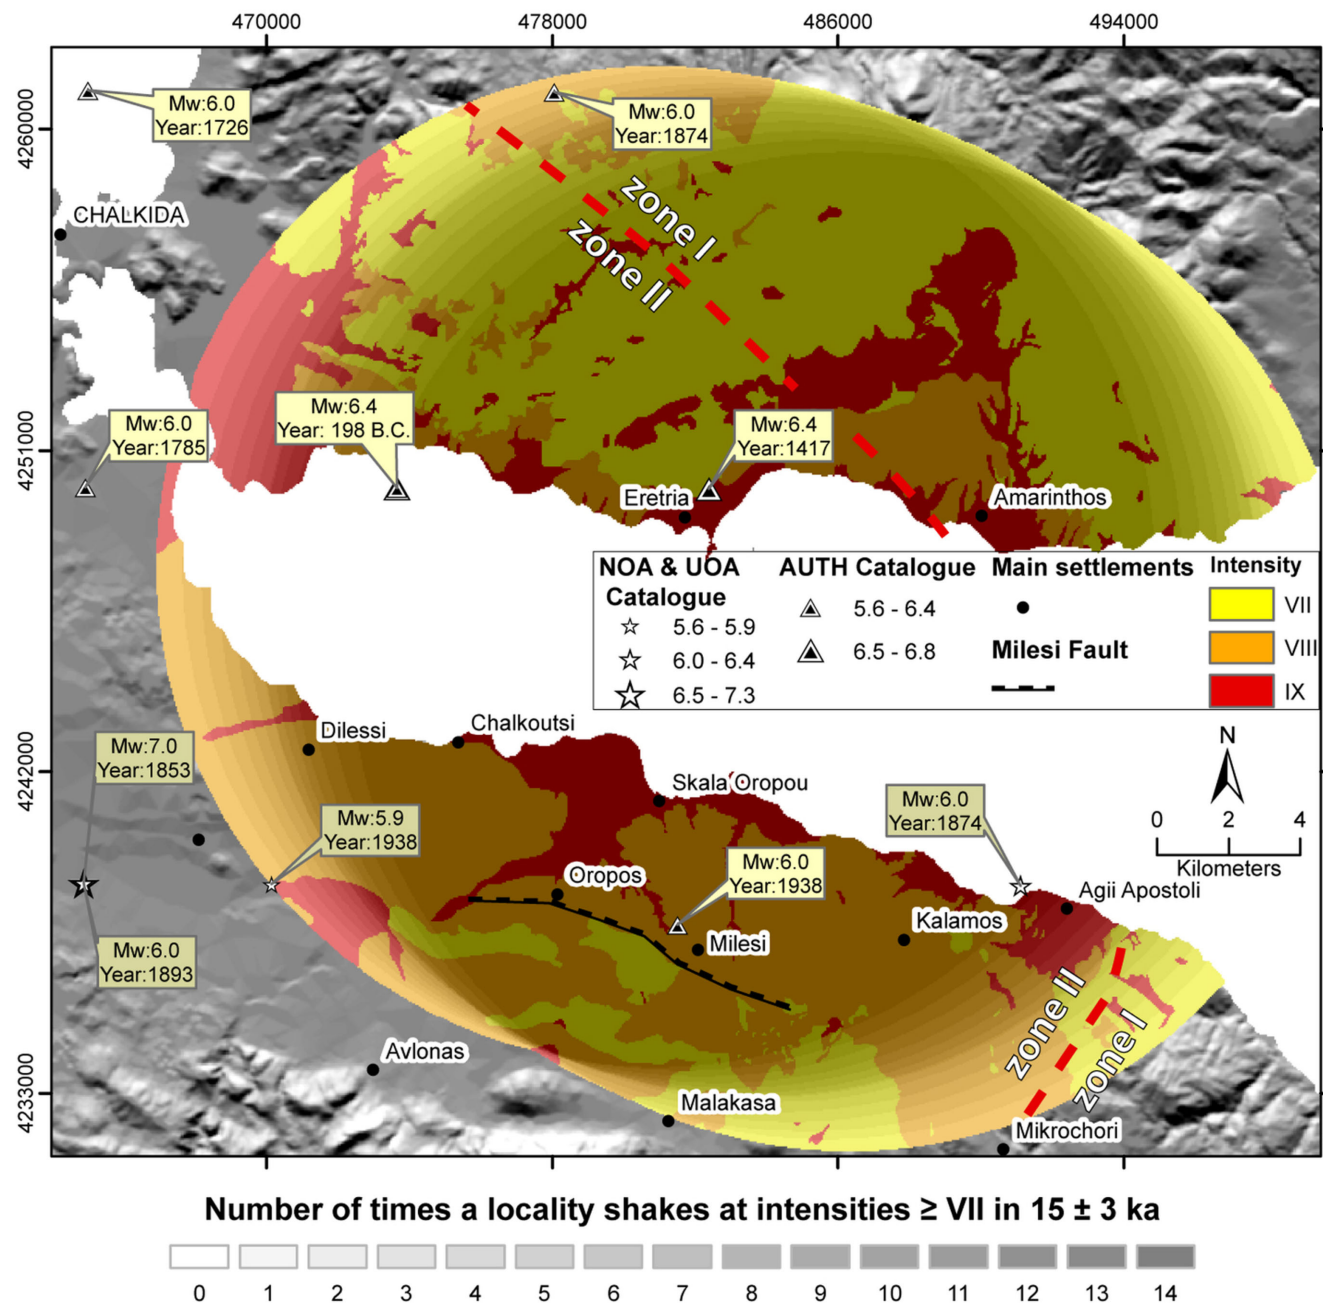 470000 478000 486000 494000
4260000
4251000
4242000
4233000
Mw:6.0
Year:1726
Mw:6.0
Year:1874
CHALKIDA
zone I
zone II
Mw:6.0
Year:1785
Mw:6.4
Year: 198 B.C.
Mw:6.4
Year:1417
Eretria
Amarinthos
NOA & UOA
Catalogue
5.6 - 5.9
6.0 - 6.4
6.5 - 7.3
AUTH Catalogue
5.6 - 6.4
6.5 - 6.8
Main settlements
Milesi Fault
Intensity
VII
VIII
IX
Dilessi
Chalkoutsi
Mw:7.0
Year:1853
Skala Oropou
N
0 2 4
Kilometers
Mw:5.9
Year:1938
Mw:6.0
Year:1874
Mw:6.0
Year:1938
Oropos
Agii Apostoli
Kalamos
Milesi
Mw:6.0
Year:1893
zone II
zone I
Avlonas
Malakasa
Mikrochori
Number of times a locality shakes at intensities ≥ VII in 15 ± 3 ka
0 1 2 3 4 5 6 7 8 9 10 11 12 13 14